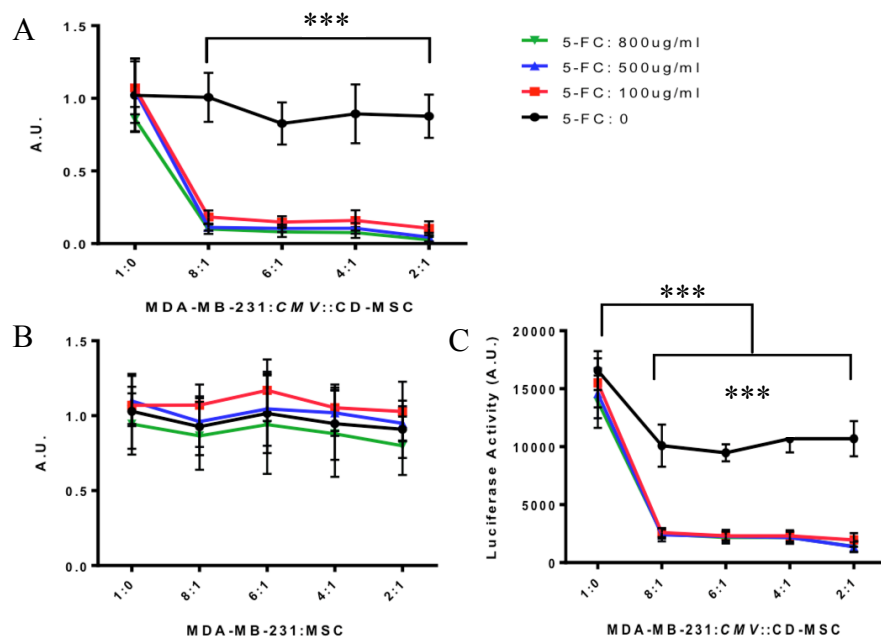 A
***
1.5
1.0
0.5
0.0
A.U.
1:0
8:1
6:1
4:1
2:1
MDA-MB-231:CMV::CD-MSC
5-FC: 800ug/ml
5-FC: 500ug/ml
5-FC: 100ug/ml
5-FC: 0
B
1.5
1.0
0.5
0.0
A.U.
1:0
8:1
6:1
4:1
2:1
MDA-MB-231:MSC
C
***
***
20000
15000
10000
5000
0
Luciferase Activity (A.U.)
1:0
8:1
6:1
4:1
2:1
MDA-MB-231:CMV::CD-MSC